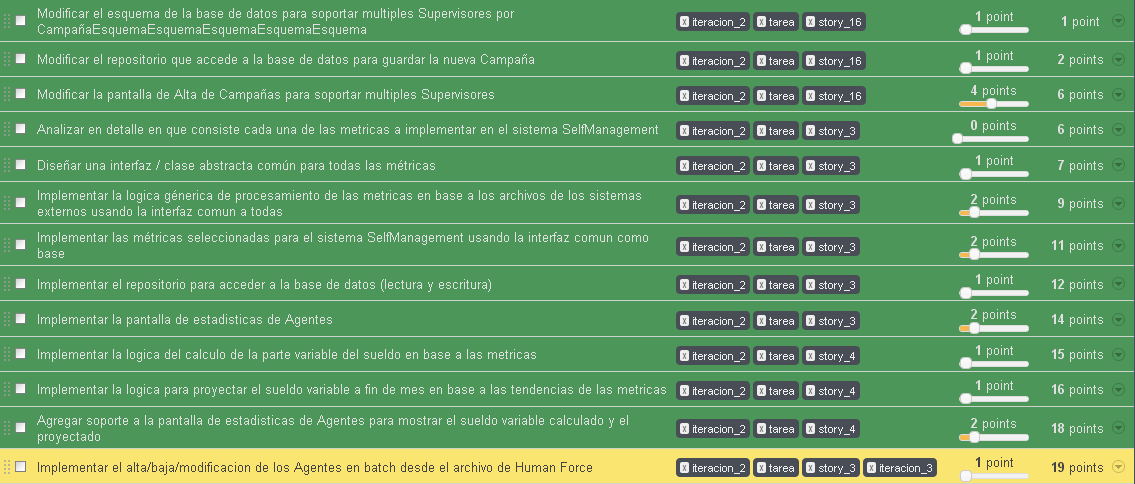 Modificar el esquema de la base de datos para soportar multiples Supervisores por
CampañaEsquemaEsquemaEsquemaEsquemaEsquema
x iteracion_2 x tarea x story_16
1 point
1 point
Modificar el repositorio que accede a la base de datos para guardar la nueva Campaña
x iteracion_2 x tarea x story_16
1 point
2 points
Modificar la pantalla de Alta de Campañas para soportar multiples Supervisores
x iteracion_2 x tarea x story_16
4 points
6 points
Analizar en detalle en que consiste cada una de las metricas a implementar en el sistema SelfManagement
x iteracion_2 x tarea x story_3
0 points
6 points
Diseñar una interfaz / clase abstracta común para todas las métricas
x iteracion_2 x tarea x story_3
1 point
7 points
Implementar la logica génerica de procesamiento de las metricas en base a los archivos de los sistemas
externos usando la interfaz comun a todas
x iteracion_2 x tarea x story_3
2 points
9 points
Implementar las métricas seleccionadas para el sistema SelfManagement usando la interfaz comun como
base
x iteracion_2 x tarea x story_3
2 points
11 points
Implementar el repositorio para acceder a la base de datos (lectura y escritura)
x iteracion_2 x tarea x story_3
1 point
12 points
Implementar la pantalla de estadisticas de Agentes
x iteracion_2 x tarea x story_3
2 points
14 points
Implementar la logica del calculo de la parte variable del sueldo en base a las metricas
x iteracion_2 x tarea x story_4
1 point
15 points
Implementar la logica para proyectar el sueldo variable a fin de mes en base a las tendencias de las metricas
x iteracion_2 x tarea x story_4
1 point
16 points
Agregar soporte a la pantalla de estadisticas de Agentes para mostrar el sueldo variable calculado y el
proyectado
x iteracion_2 x tarea x story_4
2 points
18 points
Implementar el alta/baja/modificacion de los Agentes en batch desde el archivo de Human Force
x iteracion_2 x tarea x story_3 x iteracion_3
1 point
19 points